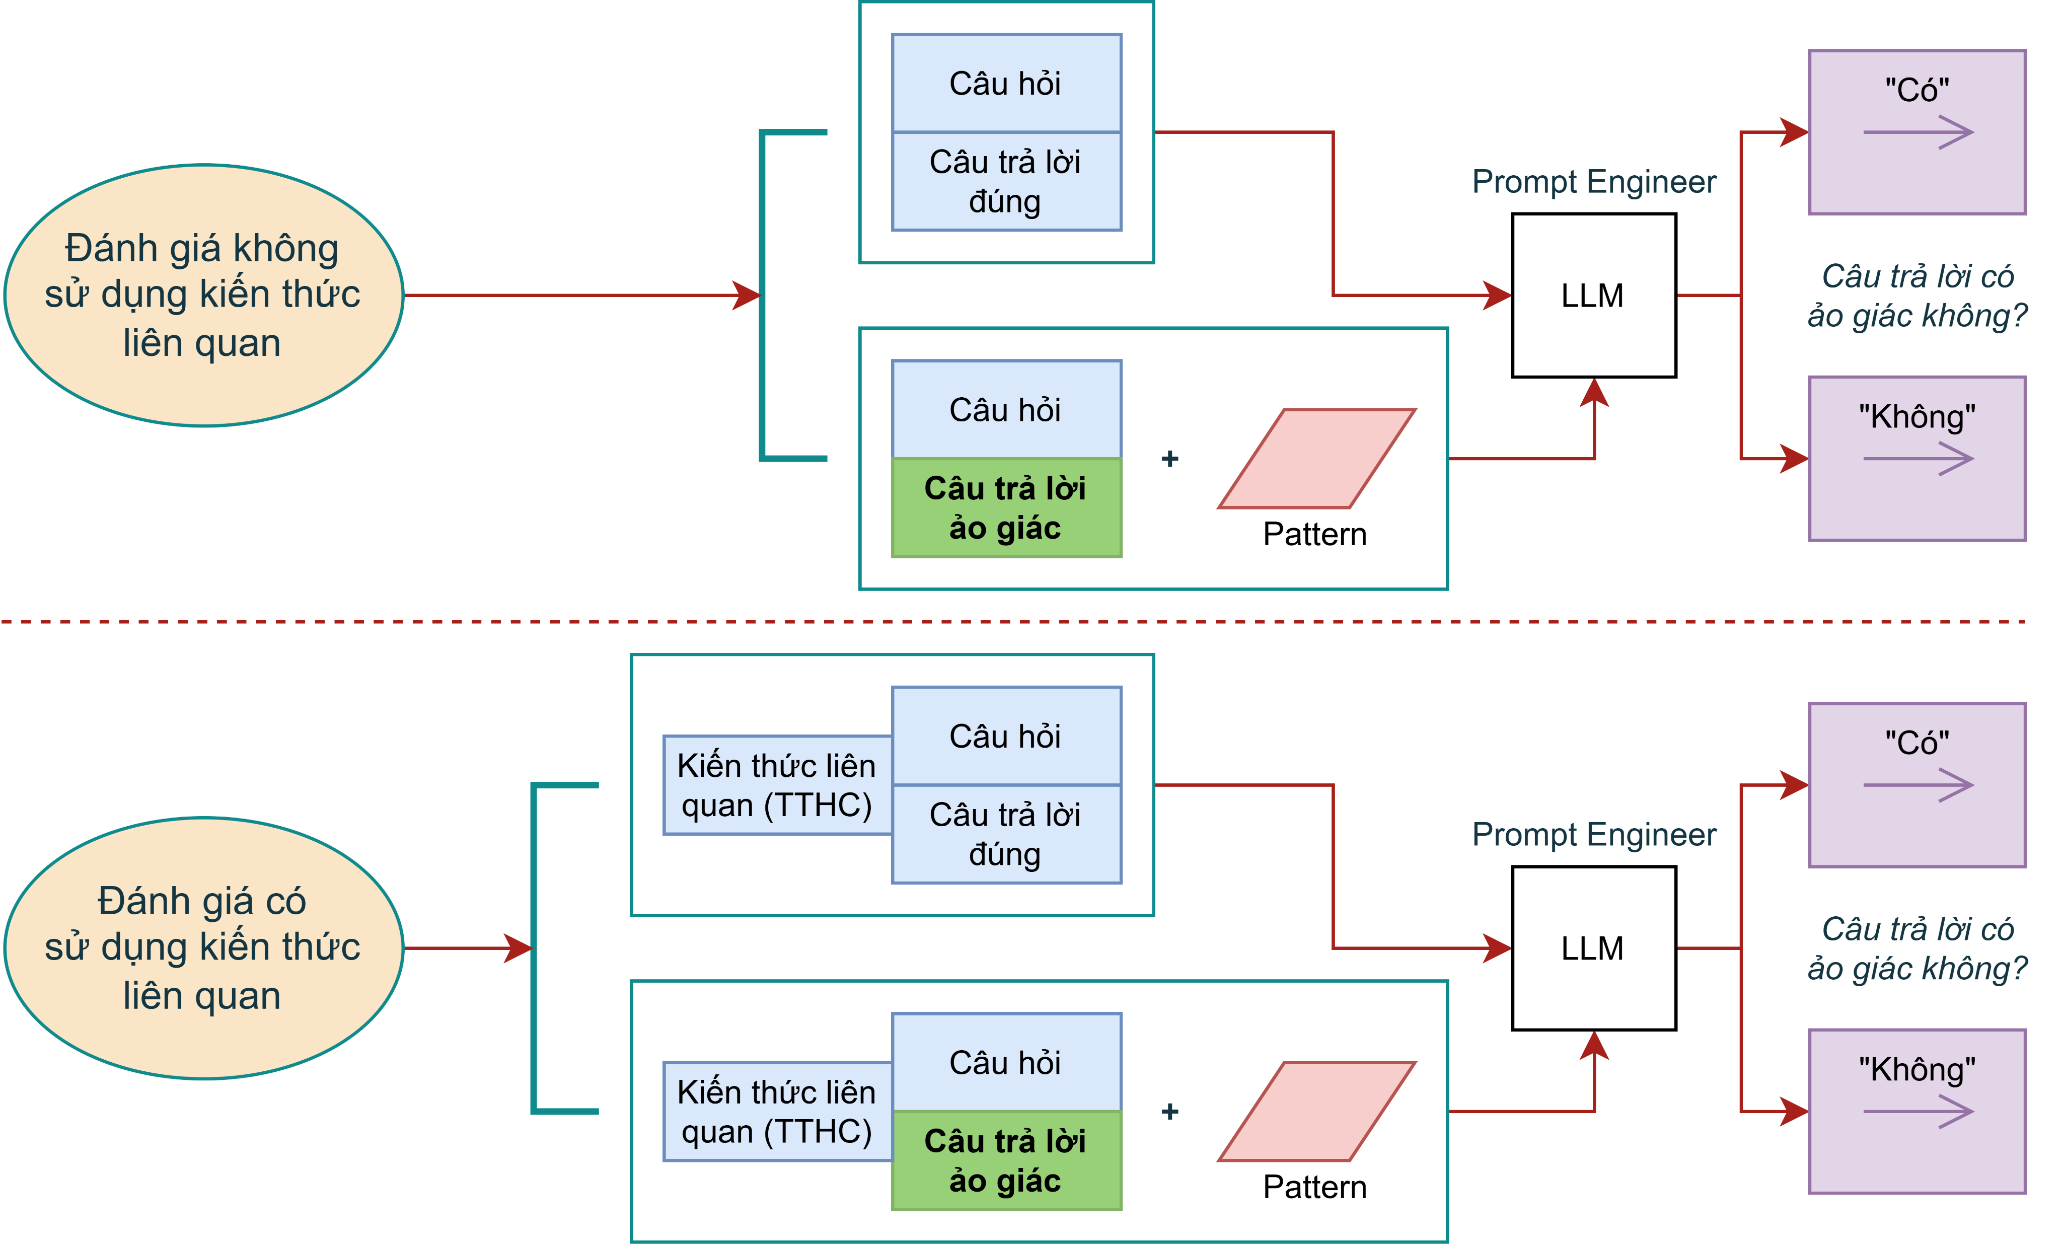 Đánh giá không
sử dụng kiến thức
liên quan
Câu hỏi
Câu trả lời
đúng
Câu hỏi
Câu trả lời
ảo giác
+
Pattern
Prompt Engineer
LLM
"Có"
Câu trả lời có
ảo giác không?
"Không"
Đánh giá có
sử dụng kiến thức
liên quan
Kiến thức liên
quan (TTHC)
Câu hỏi
Câu trả lời
đúng
Kiến thức liên
quan (TTHC)
Câu hỏi
Câu trả lời
ảo giác
+
Pattern
Prompt Engineer
LLM
"Có"
Câu trả lời có
ảo giác không?
"Không"